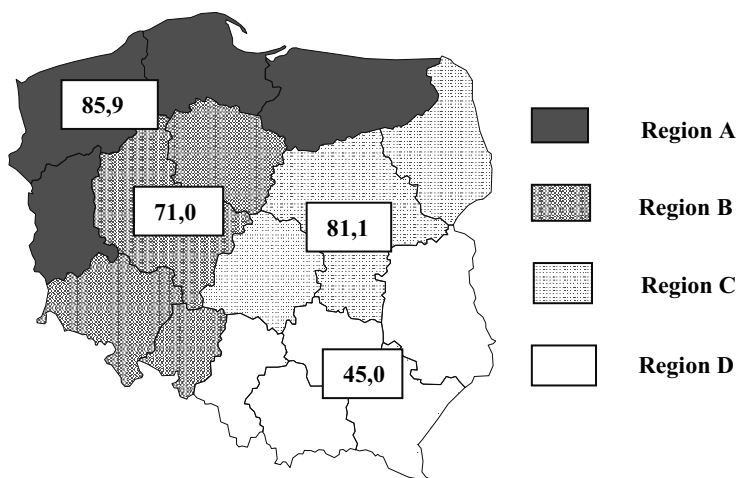 85,9
Region A
71,0
Region B
81,1
Region C
45,0
Region D